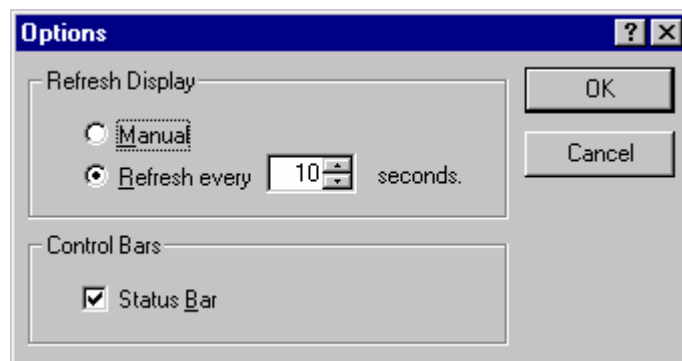 Options
Refresh Display
OK
Manual
Cancel
Refresh every 10 seconds.
Control Bars
Status Bar